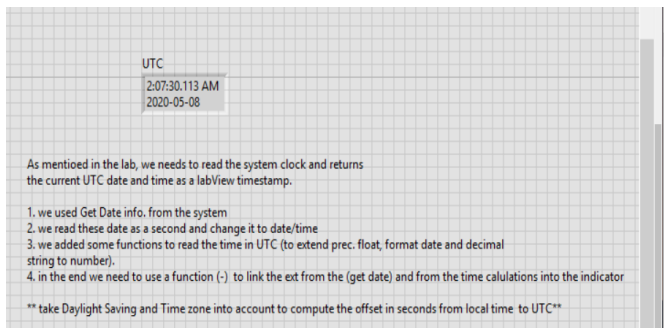 UTC
2:07:30.113 AM
2020-05-08
As mentioed in the lab, we needs to read the system clock and returns
the current UTC date and time as a labView timestamp.
1. we used Get Date info. from the system
2. we read these date as a second and change it to date/time
3. we added some functions to read the time in UTC (to extend prec. float, format date and decimal
string to number).
4. in the end we need to use a function (-) to link the ext from the (get date) and from the time calulations into the indicator
** take Daylight Saving and Time zone into account to compute the offset in seconds from local time to UTC**